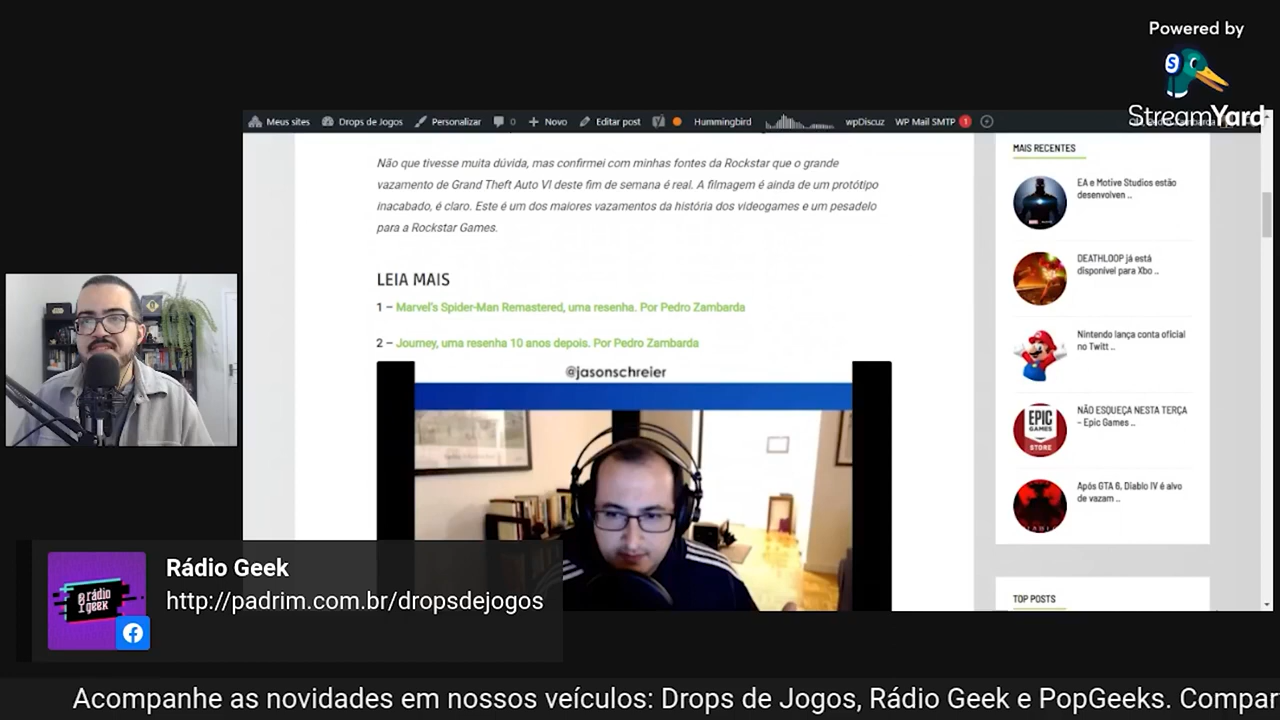 Powered by
S
StreamYard
Meus sites
Drops de Jogos
Personalizar
0
Novo
Editar post
Hummingbird
wpDiscuz
WP Mail SMTP
1
Não que tivesse muita dúvida, mas confirmei com minhas fontes da Rockstar que o grande
vazamento de Grand Theft Auto VI deste fim de semana é real. A filmagem é ainda de um protótipo
inacabado, é claro. Este é um dos maiores vazamentos da história dos videogames e um pesadelo
para a Rockstar Games.
LEIA MAIS
1 – Marvel's Spider-Man Remastered, uma resenha. Por Pedro Zambarda
2 – Journey, uma resenha 10 anos depois. Por Pedro Zambarda
@jasonschreier
MAIS RECENTES
EA e Motive Studios estão
desenvolven ..
DEATHLOOP já está
disponível para Xbo ..
Nintendo lança conta oficial
no Twitt ..
EPIC
GAMES
STORE
NÃO ESQUEÇA NESTA TERÇA
– Epic Games ..
Após GTA 6, Diablo IV é alvo
de vazam ..
TOP POSTS
rádio
geek
Rádio Geek
http://padrim.com.br/dropsdejogos
Acompanhe as novidades em nossos veículos: Drops de Jogos, Rádio Geek e PopGeeks. Compar